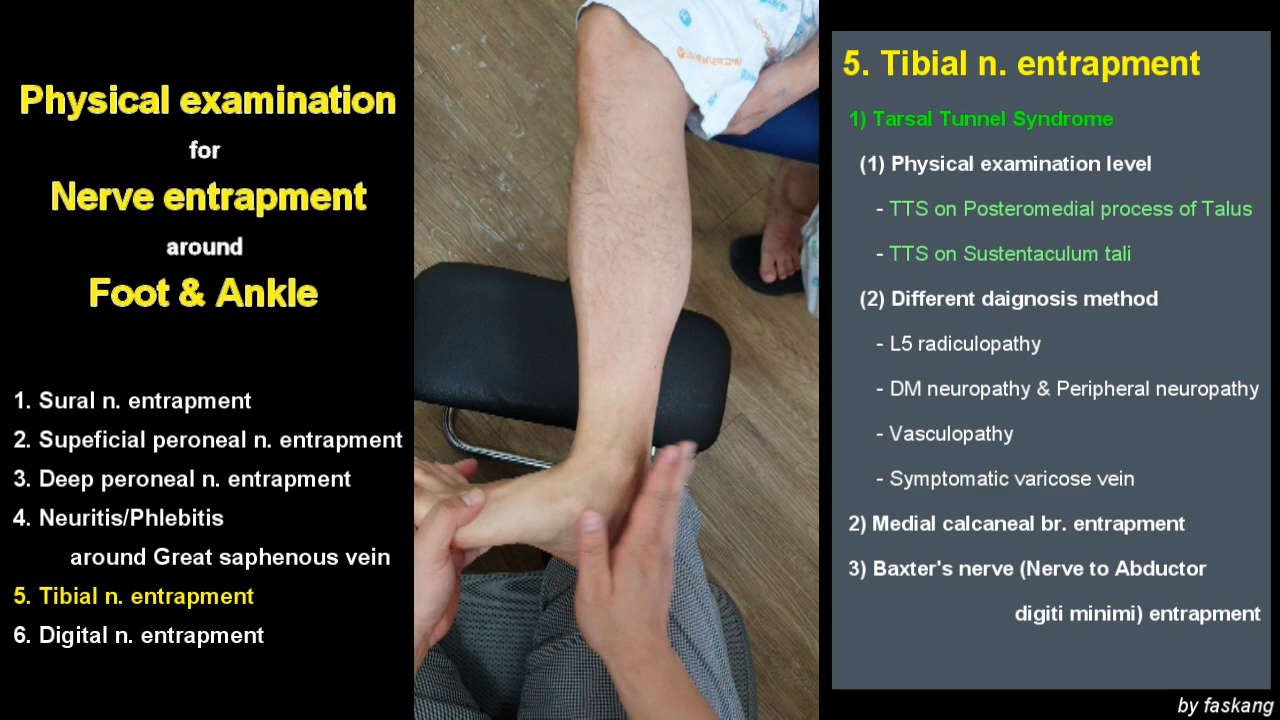 Physical examination
for
Nerve entrapment
around
Foot & Ankle
1. Sural n. entrapment
2. Supeficial peroneal n. entrapment
3. Deep peroneal n. entrapment
4. Neuritis/Phlebitis
around Great saphenous vein
5. Tibial n. entrapment
6. Digital n. entrapment
5. Tibial n. entrapment
1) Tarsal Tunnel Syndrome
(1) Physical examination level
- TTS on Posteromedial process of Talus
- TTS on Sustentaculum tali
(2) Different daignosis method
- L5 radiculopathy
- DM neuropathy & Peripheral neuropathy
- Vasculopathy
- Symptomatic varicose vein
2) Medial calcaneal br. entrapment
3) Baxter's nerve (Nerve to Abductor
digiti minimi) entrapment
by faskang